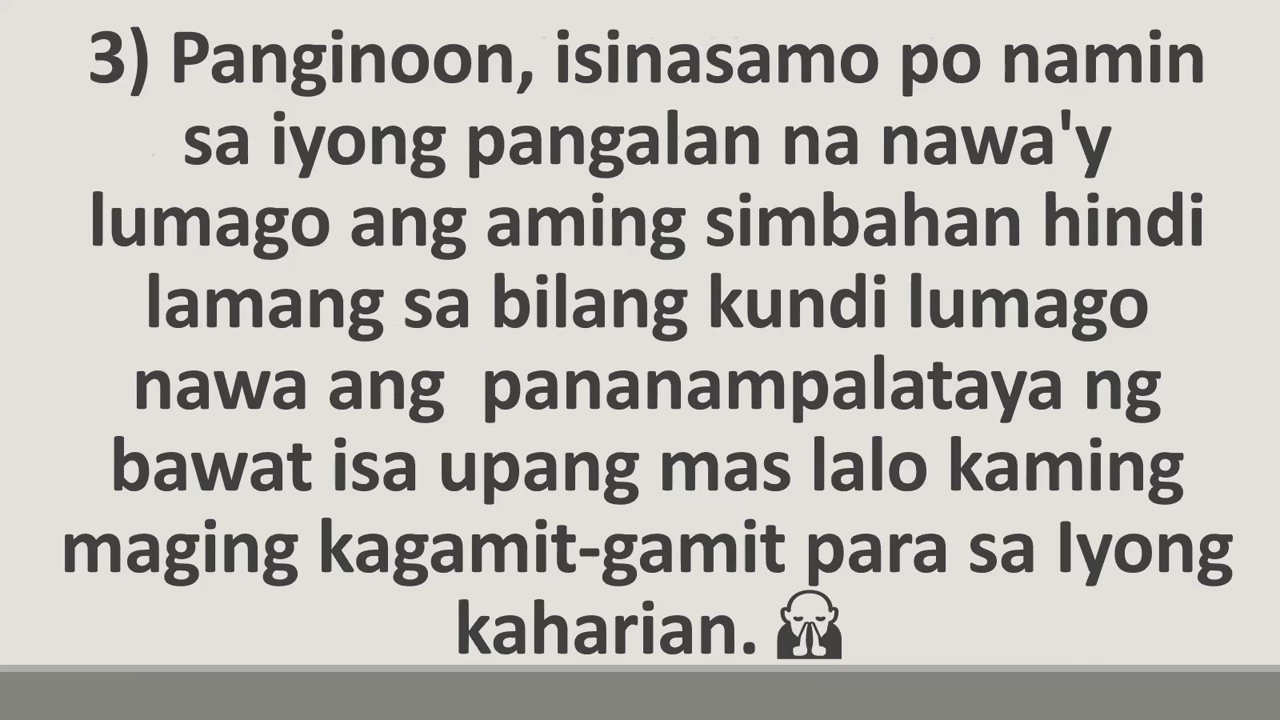 3) Panginoon, isinasamo po namin
sa iyong pangalan na nawa'y
lumago ang aming simbahan hindi
lamang sa bilang kundi lumago
nawa ang  pananampalataya ng
bawat isa upang mas lalo kaming
maging kagamit-gamit para sa Iyong
kaharian.